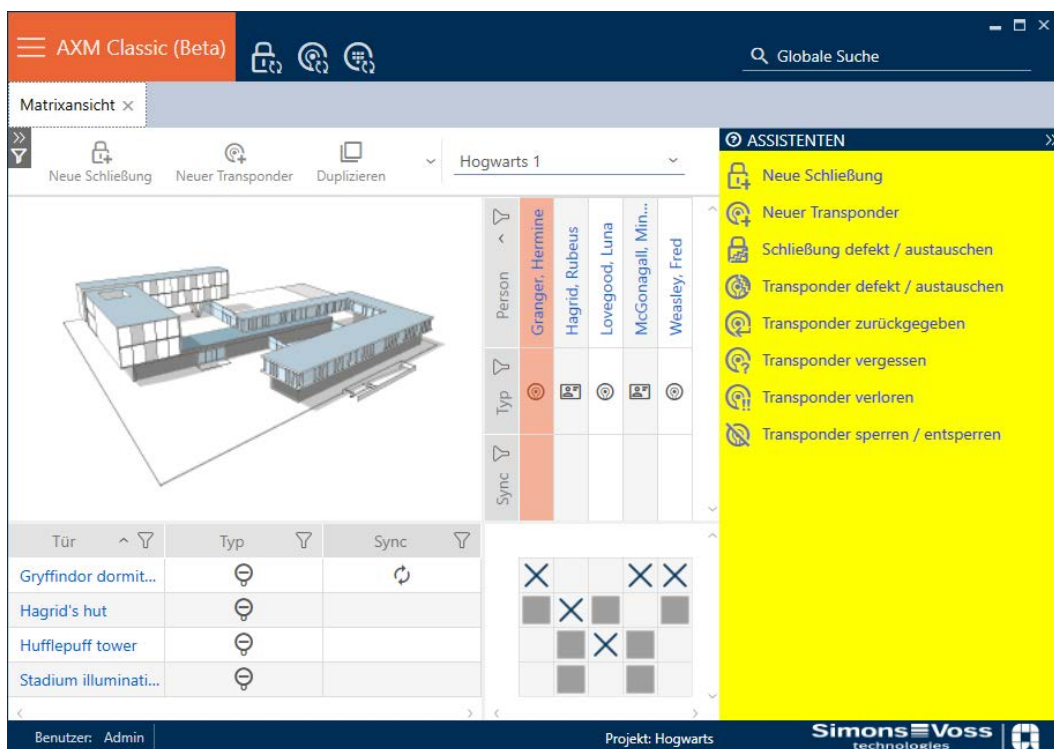 AXM Classic (Beta)
Globale Suche
Matrixansicht
Neue Schließung
Neuer Transponder
Duplizieren
Hogwarts 1
ASSISTENTEN
Neue Schließung
Neuer Transponder
Schließung defekt / austauschen
Transponder defekt / austauschen
Transponder zurückgegeben
Transponder vergessen
Transponder verloren
Transponder sperren / entsperren
Person
Granger, Hermine
Hagrid, Rubeus
Lovegood, Luna
McGonagall, Min...
Weasley, Fred
Typ
Sync
Tür Typ Sync
Gryffindor dormit...
Hagrid's hut
Hufflepuff tower
Stadium illuminati...
Benutzer: Admin
Projekt: Hogwarts
Simons Voss
technologies